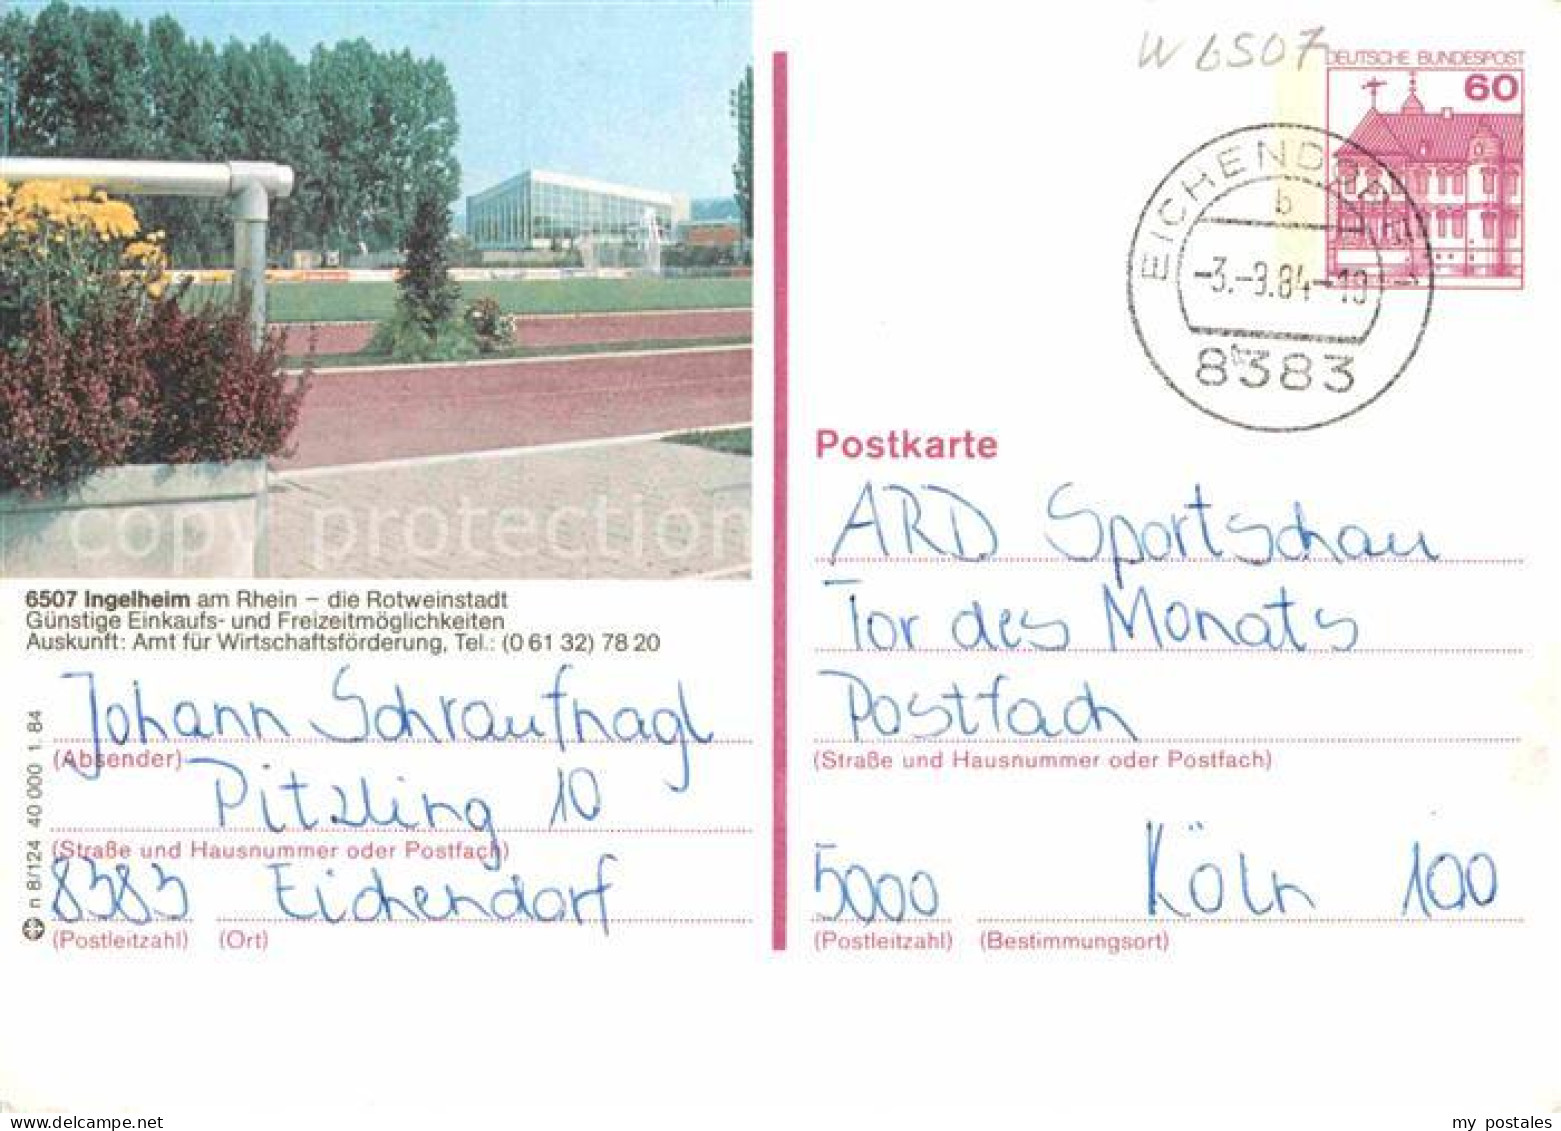 W 6507
DEUTSCHE BUNDESPOST
60
EICHENDORF 1
b
-3.-9.84-19
8383
copy protection
6507 Ingelheim am Rhein – die Rotweinstadt
Günstige Einkaufs- und Freizeitmöglichkeiten
Auskunft: Amt für Wirtschaftsförderung, Tel.: (0 61 32) 78 20
Johann Schraufnagl
(Absender)
Pitzling 10
(Straße und Hausnummer oder Postfach)
8383 Eichendorf
(Postleitzahl) (Ort)
n 8/124 40 000 1. 84
Postkarte
ARD Sportschau
Tor des Monats
Postfach
(Straße und Hausnummer oder Postfach)
5000 Köln 100
(Postleitzahl) (Bestimmungsort)
my postales